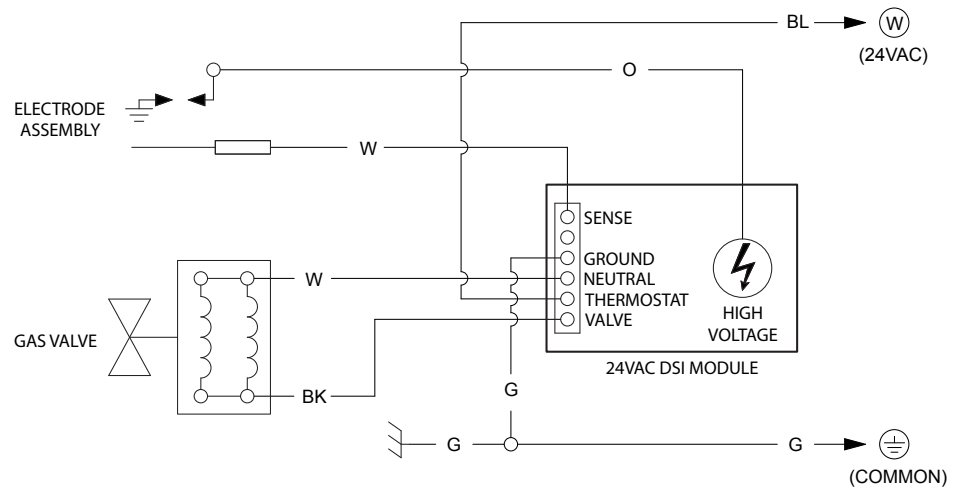 BL
W
(24VAC)
O
ELECTRODE
ASSEMBLY
W
SENSE
GROUND
NEUTRAL
THERMOSTAT
VALVE
HIGH
VOLTAGE
24VAC DSI MODULE
W
GAS VALVE
BK
G
G
G
(COMMON)